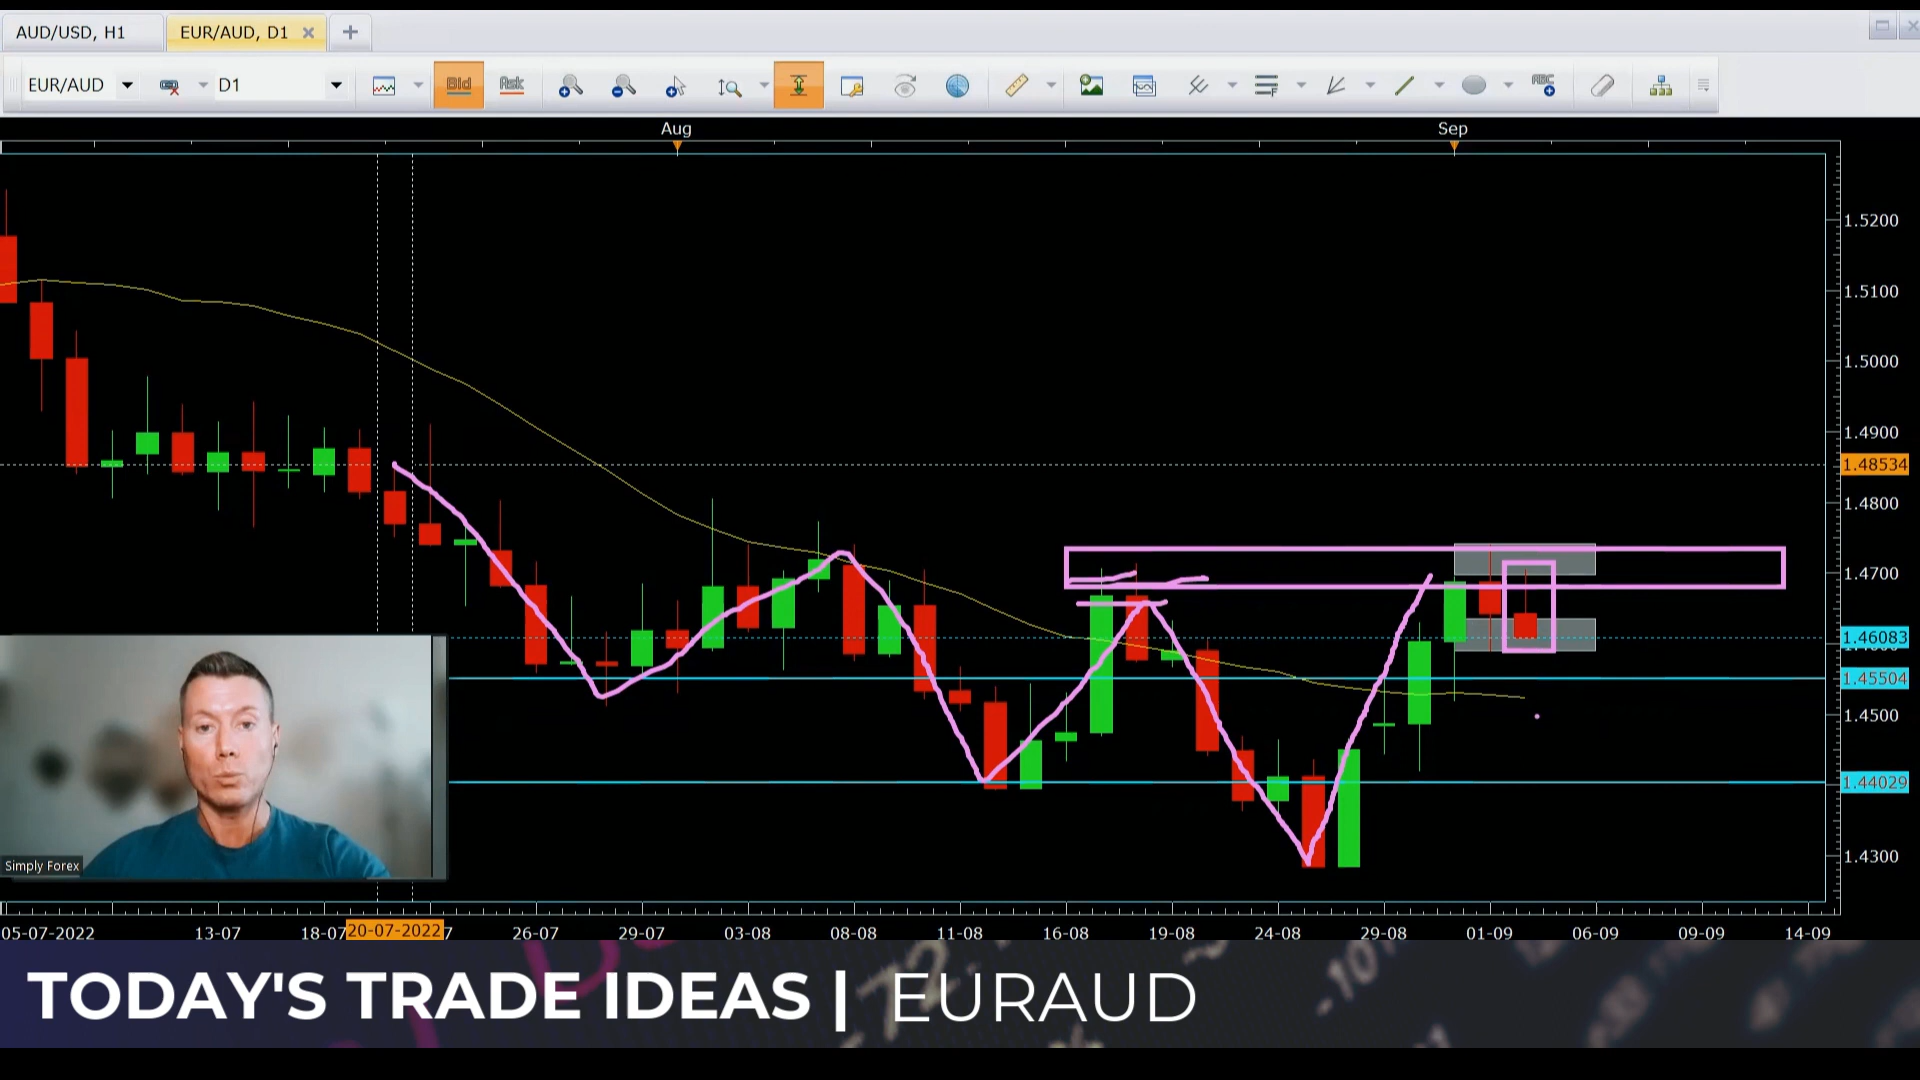 AUD/USD, H1
EUR/AUD, D1
EUR/AUD
D1
Bid
Ask
ABC
Aug
Sep
1.5200
1.5100
1.5000
1.4900
1.48534
1.4800
1.4700
1.46083
1.45504
1.4500
1.44029
1.4300
Simply Forex
05-07-2022
13-07
18-07
20-07-2022
26-07
29-07
03-08
08-08
11-08
16-08
19-08
24-08
29-08
01-09
06-09
09-09
14-09
TODAY'S TRADE IDEAS | EURAUD